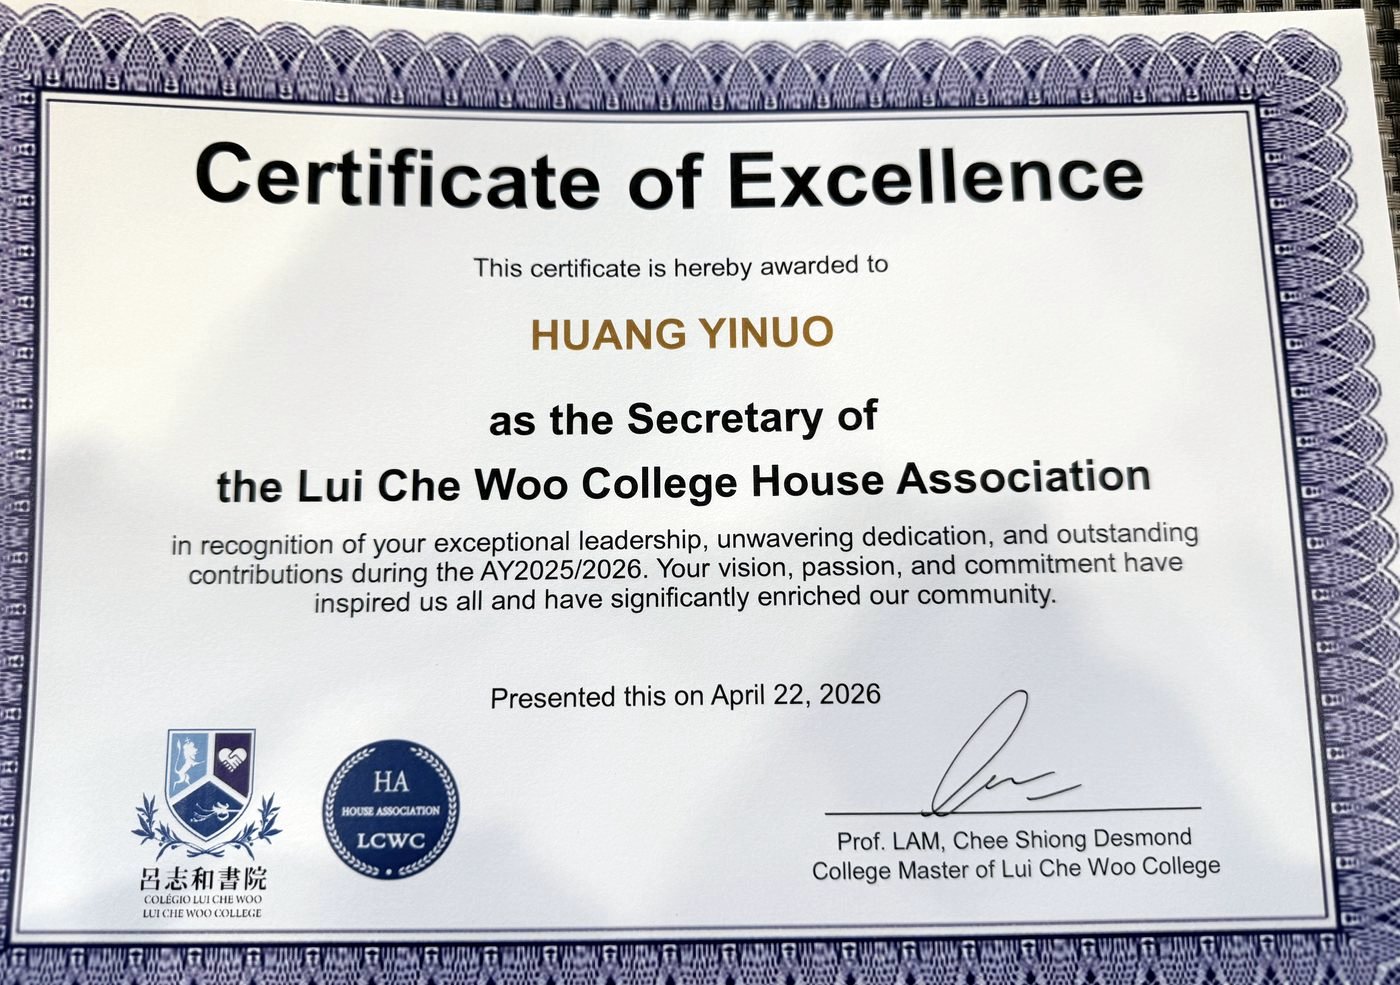 Certificate of Excellence
This certificate is hereby awarded to
HUANG YINUO
as the Secretary of
the Lui Che Woo College House Association
in recognition of your exceptional leadership, unwavering dedication, and outstanding
contributions during the AY2025/2026. Your vision, passion, and commitment have
inspired us all and have significantly enriched our community.
Presented this on April 22, 2026
呂志和書院
COLÉGIO LUI CHE WOO
LUI CHE WOO COLLEGE
HA
HOUSE ASSOCIATION
LCWC
Prof. LAM, Chee Shiong Desmond
College Master of Lui Che Woo College